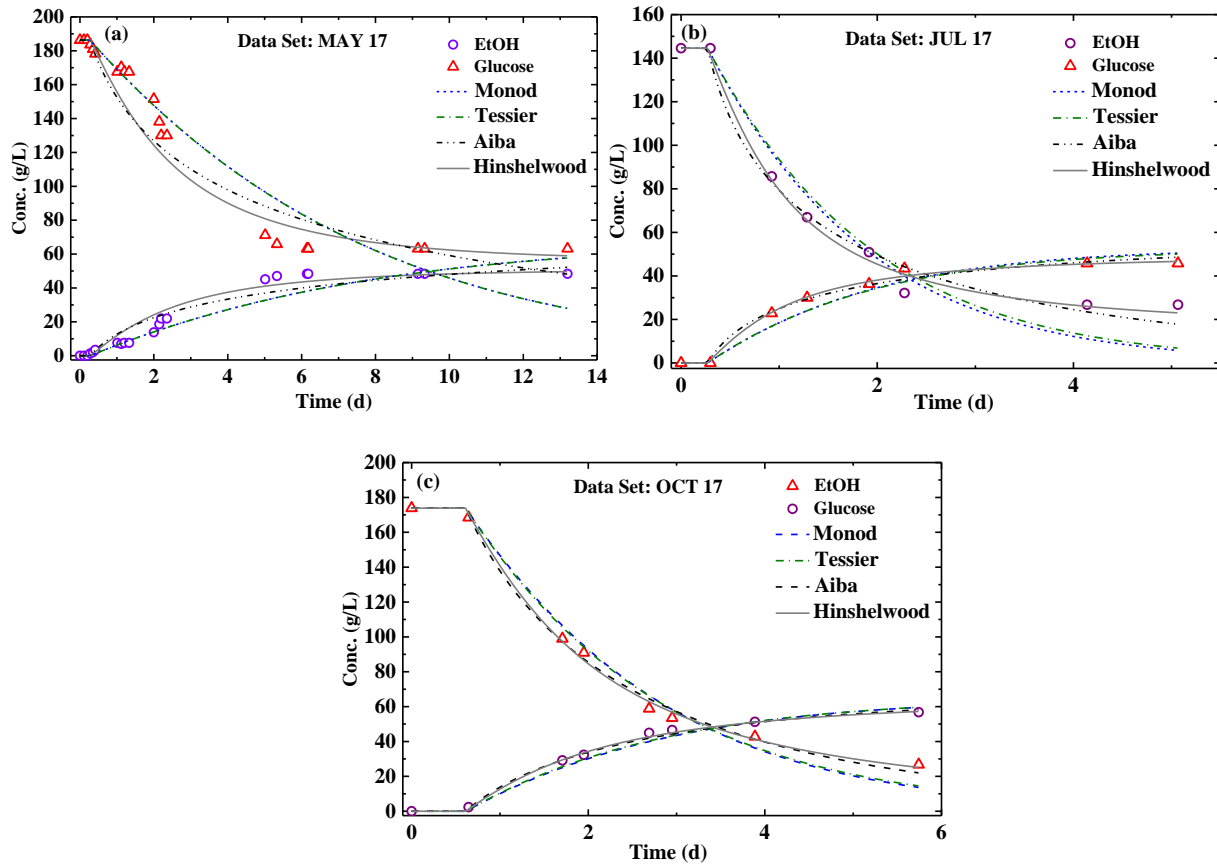 (a)
Data Set: MAY 17
EtOH
Glucose
Monod
Tessier
Aiba
Hinshelwood
Conc. (g/L)
200
180
160
140
120
100
80
60
40
20
0
0 2 4 6 8 10 12 14
Time (d)
(b)
Data Set: JUL 17
EtOH
Glucose
Monod
Tessier
Aiba
Hinshelwood
Conc. (g/L)
160
140
120
100
80
60
40
20
0
0 2 4
Time (d)
(c)
Data Set: OCT 17
EtOH
Glucose
Monod
Tessier
Aiba
Hinshelwood
Conc. (g/L)
200
180
160
140
120
100
80
60
40
20
0
0 2 4 6
Time (d)